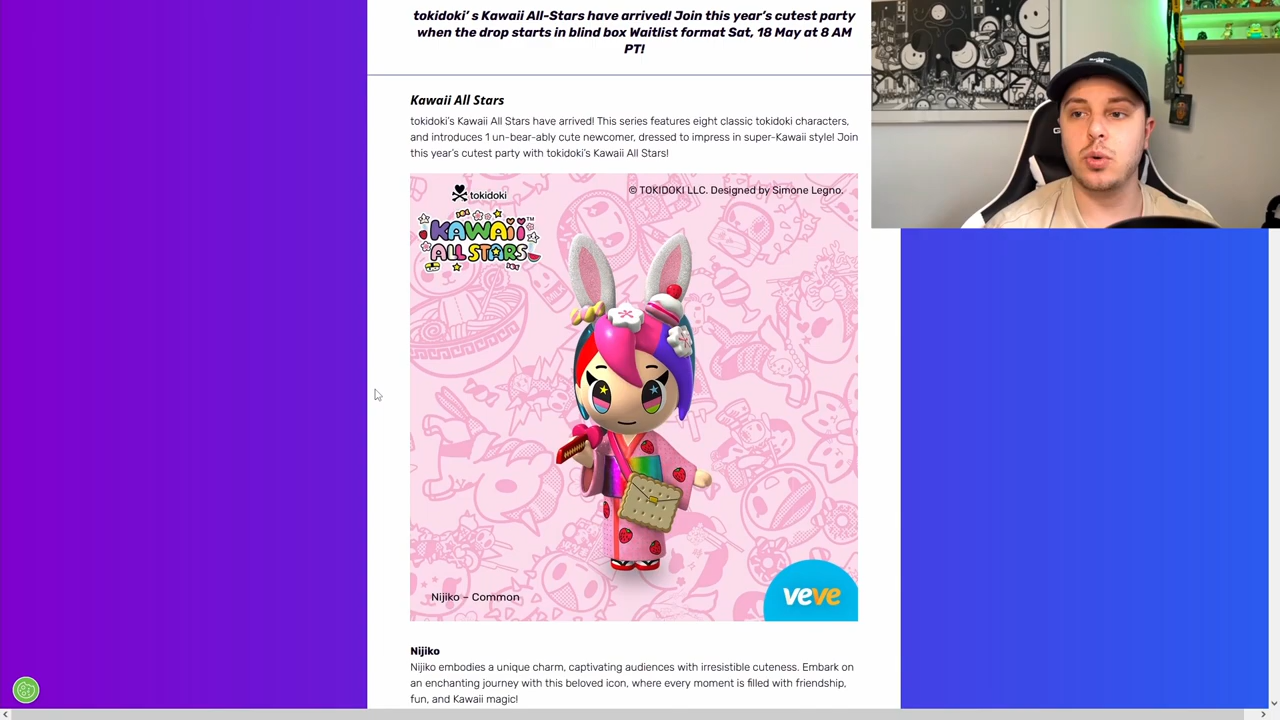 tokidoki' s Kawaii All-Stars have arrived! Join this year's cutest party
when the drop starts in blind box Waitlist format Sat, 18 May at 8 AM
PT!
Kawaii All Stars
tokidoki's Kawaii All Stars have arrived! This series features eight classic tokidoki characters,
and introduces 1 un-bear-ably cute newcomer, dressed to impress in super-Kawaii style! Join
this year's cutest party with tokidoki's Kawaii All Stars!
tokidoki
© TOKIDOKI LLC. Designed by Simone Legno.
KAWAII
ALL STARS
TM
Nijiko – Common
veve
Nijiko
Nijiko embodies a unique charm, captivating audiences with irresistible cuteness. Embark on
an enchanting journey with this beloved icon, where every moment is filled with friendship,
fun, and Kawaii magic!